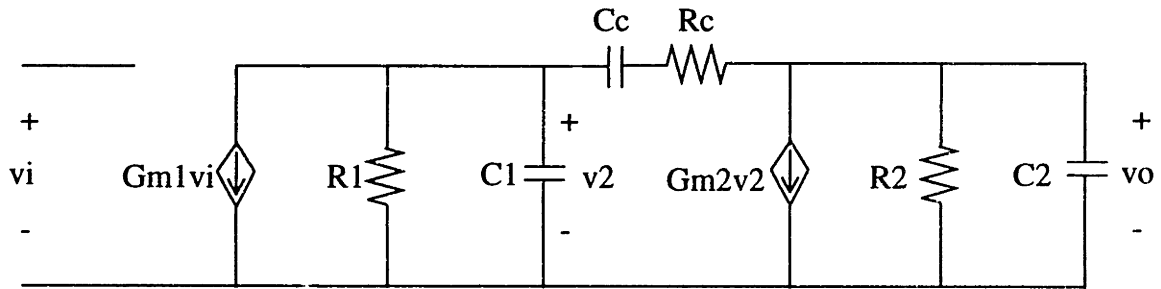 Cc Rc
+ + +
vi Gm1vi R1 C1 v2 Gm2v2 R2 C2 vo
- - -